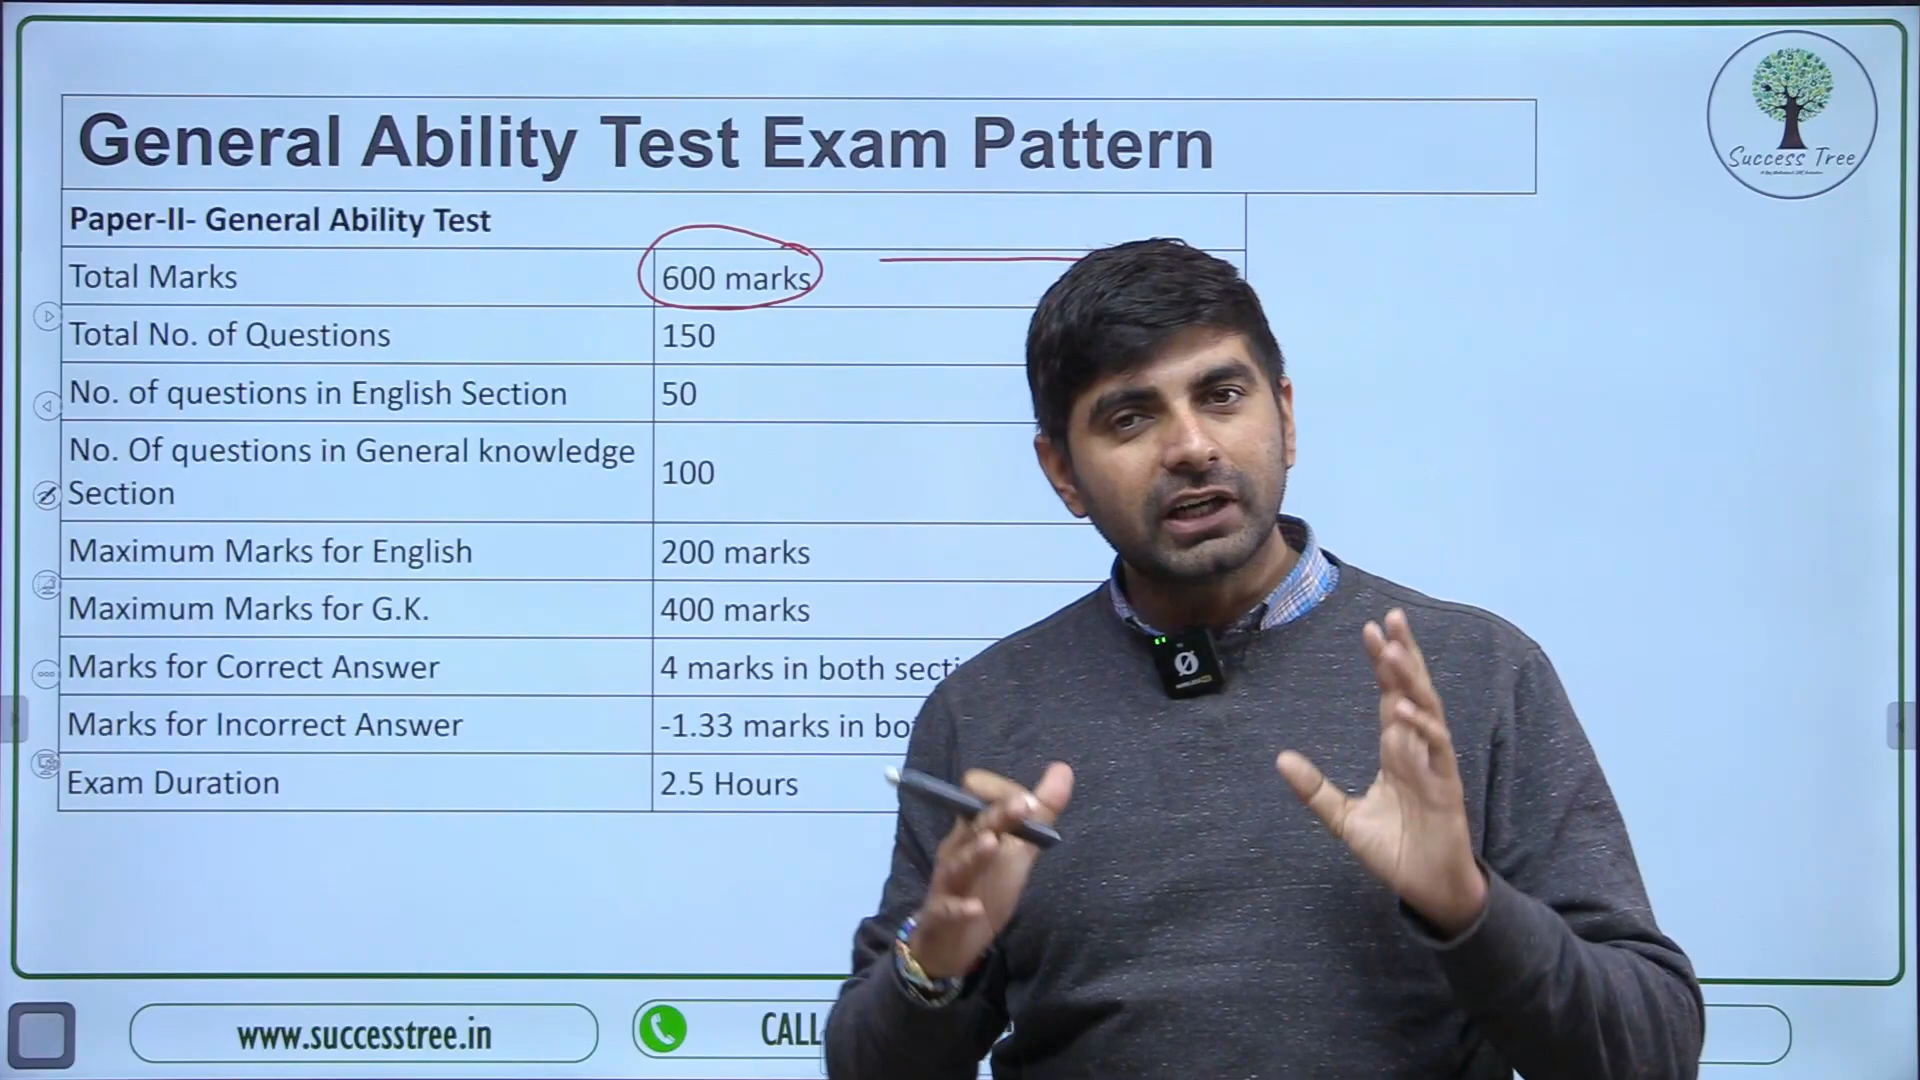 General Ability Test Exam Pattern
Success Tree
Paper-II- General Ability Test
Total Marks
600 marks
Total No. of Questions
150
No. of questions in English Section
50
No. Of questions in General knowledge
Section
100
Maximum Marks for English
200 marks
Maximum Marks for G.K.
400 marks
Marks for Correct Answer
4 marks in both
Marks for Incorrect Answer
-1.33 marks in
Exam Duration
2.5 Hours
www.successtree.in
CALL